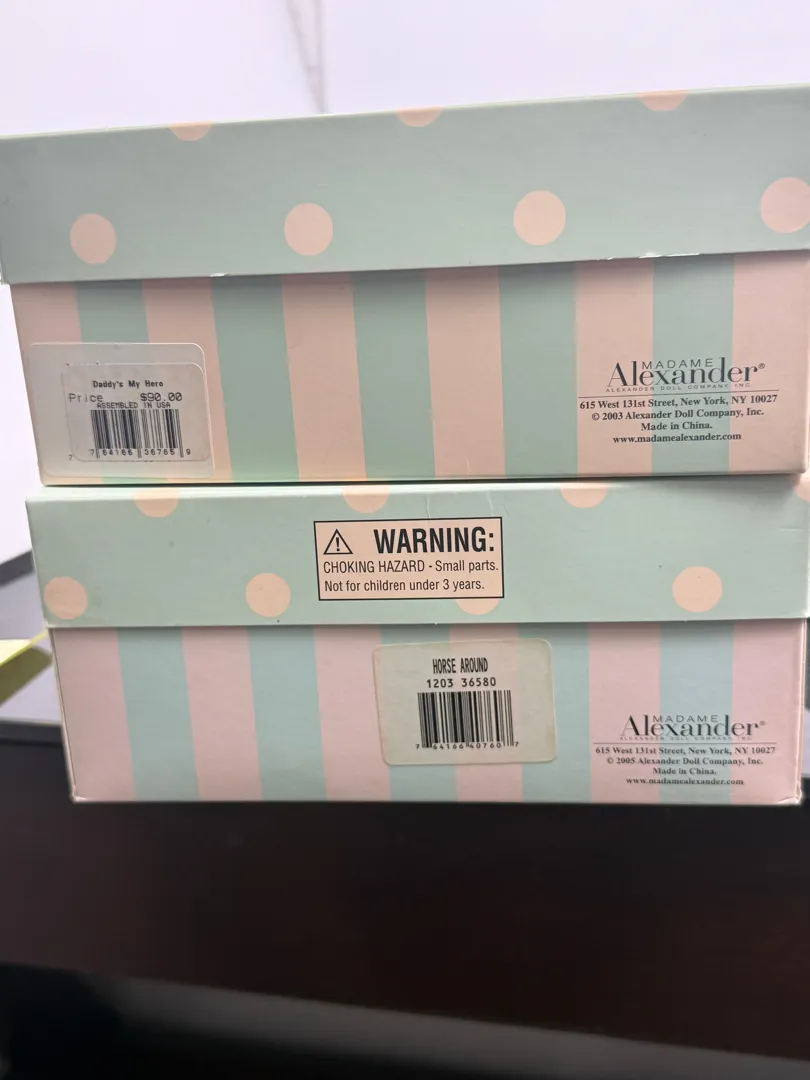 Daddy's My Hero
Price $90.00
ASSEMBLED IN USA
7 64166 36765 9
MADAME
Alexander®
ALEXANDER DOLL COMPANY, INC.
615 West 131st Street, New York, NY 10027
© 2003 Alexander Doll Company, Inc.
Made in China.
www.madamealexander.com
WARNING:
CHOKING HAZARD - Small parts.
Not for children under 3 years.
HORSE AROUND
1203 36580
7 64166 40760 7
MADAME
Alexander®
ALEXANDER DOLL COMPANY, INC.
615 West 131st Street, New York, NY 10027
© 2005 Alexander Doll Company, Inc.
Made in China.
www.madamealexander.com